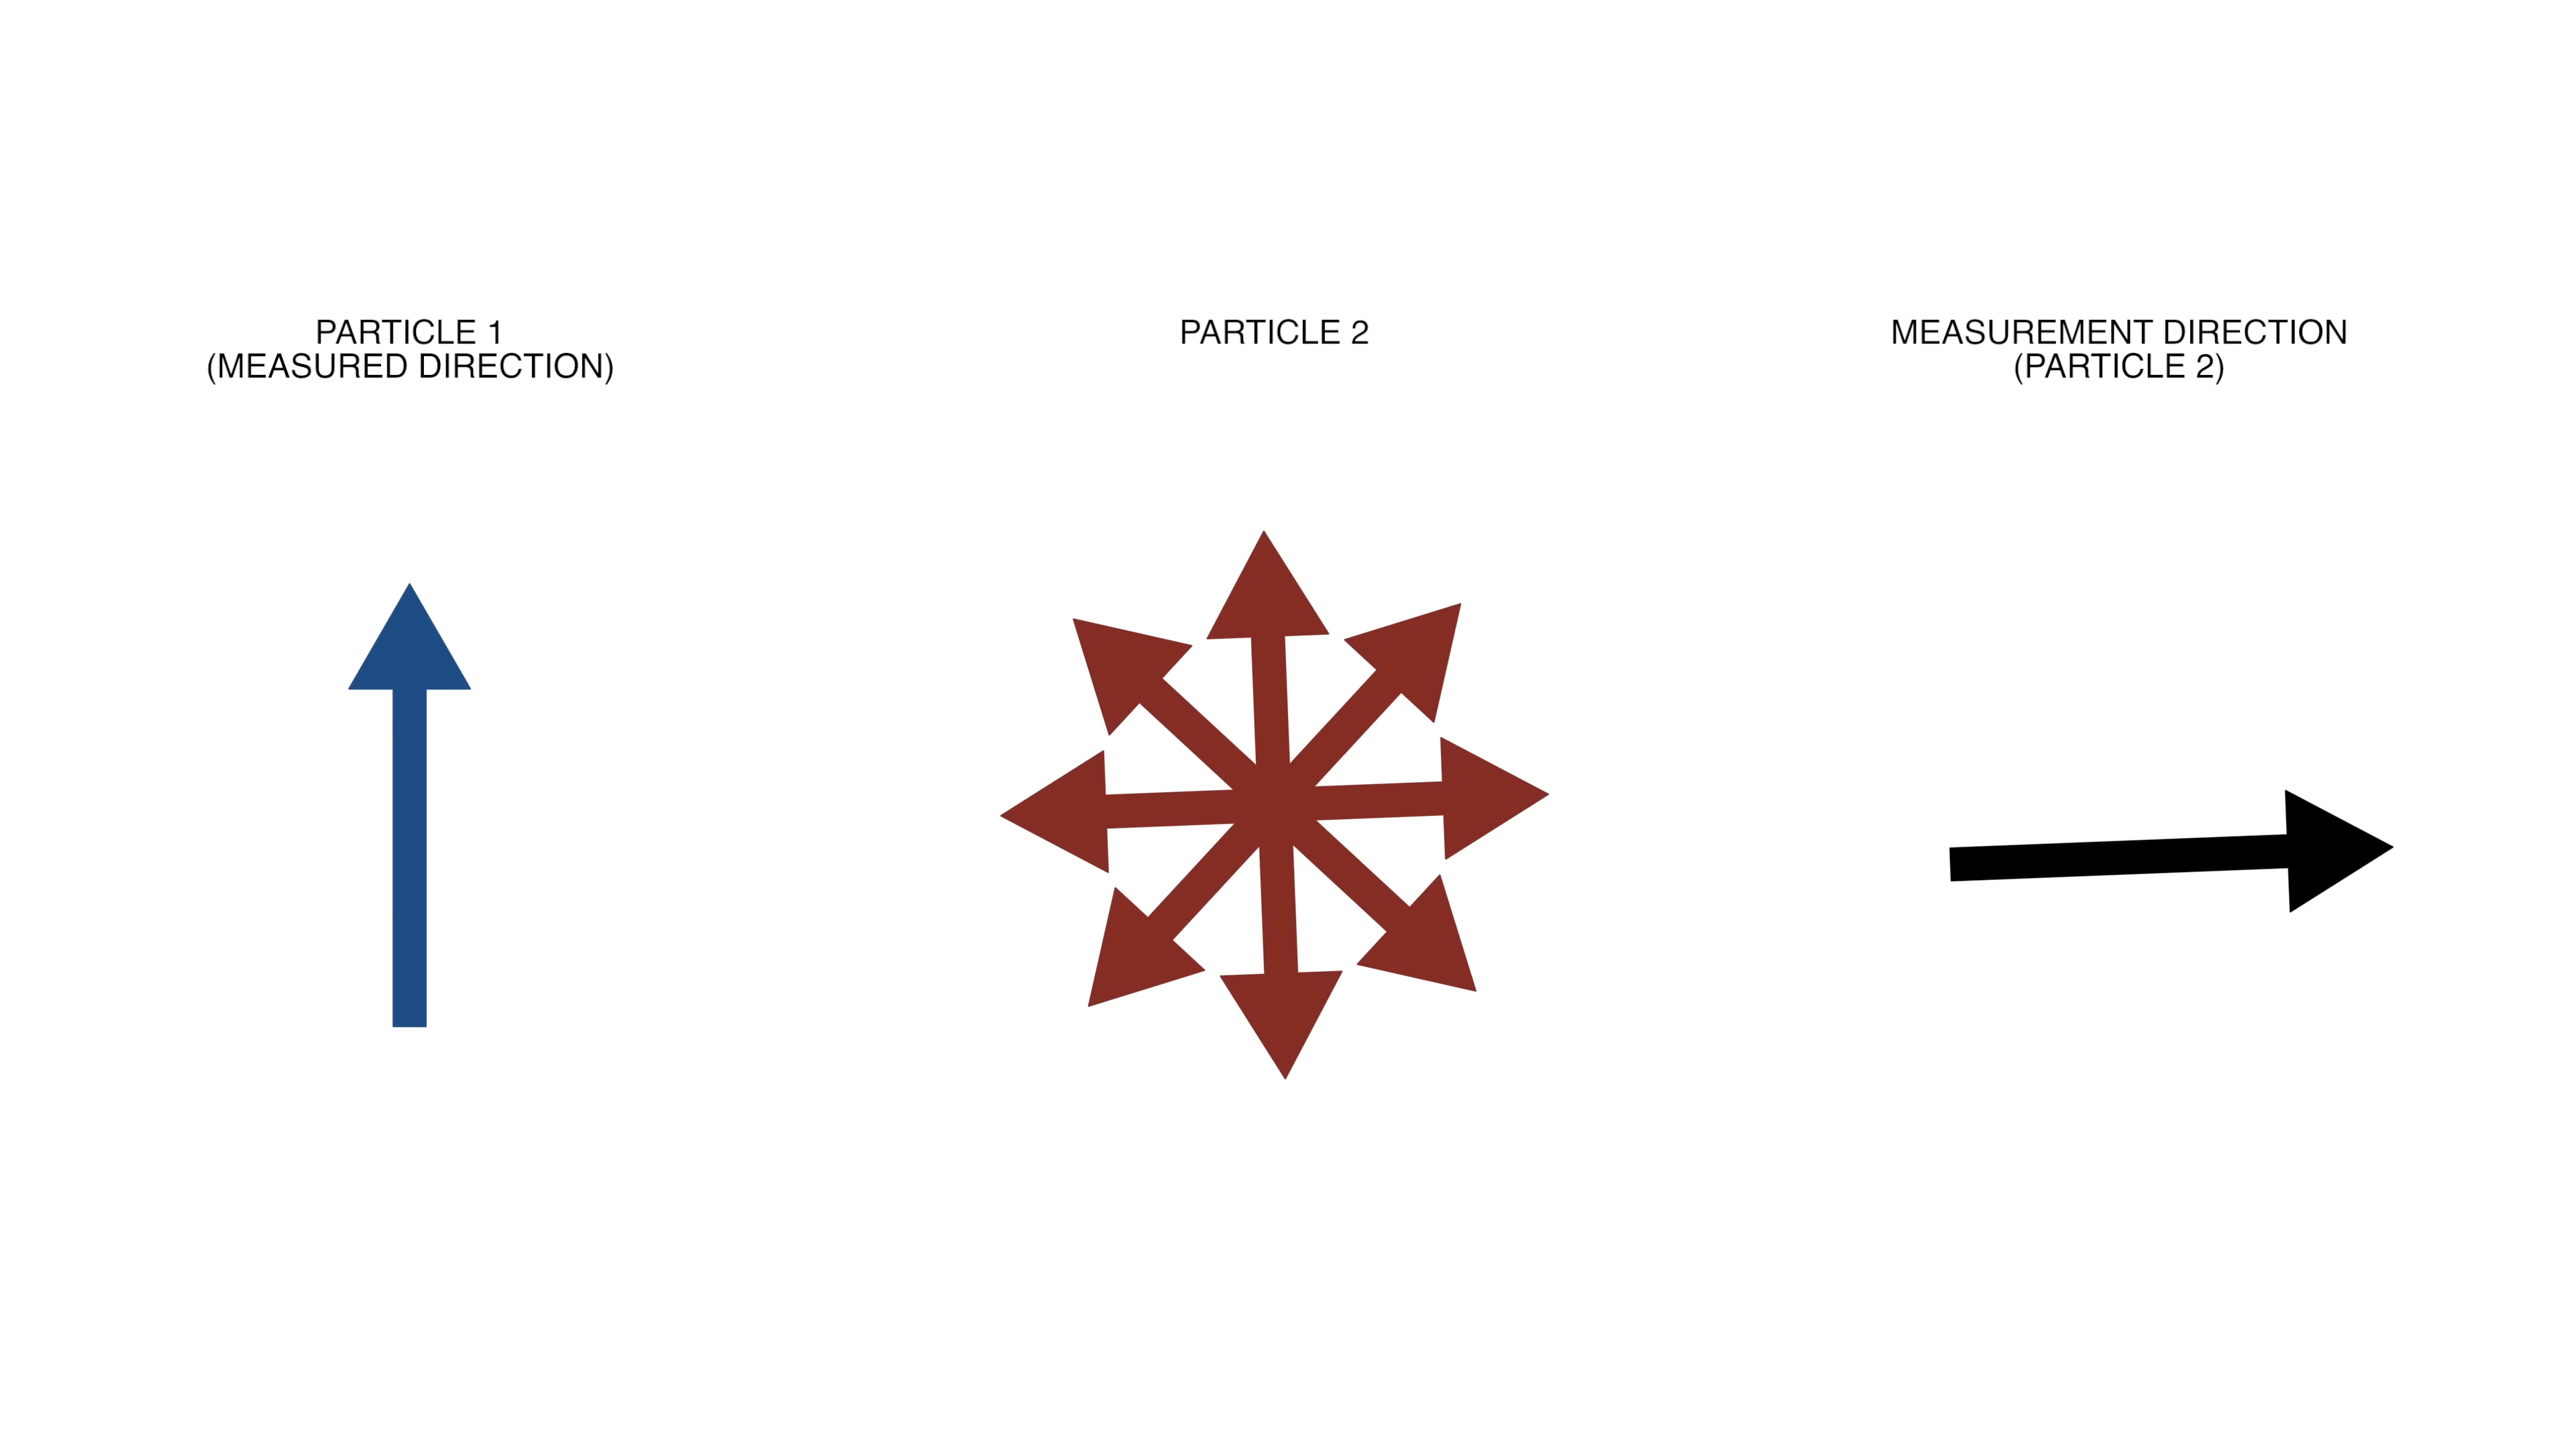 PARTICLE 1
(MEASURED DIRECTION)
PARTICLE 2
MEASUREMENT DIRECTION
(PARTICLE 2)